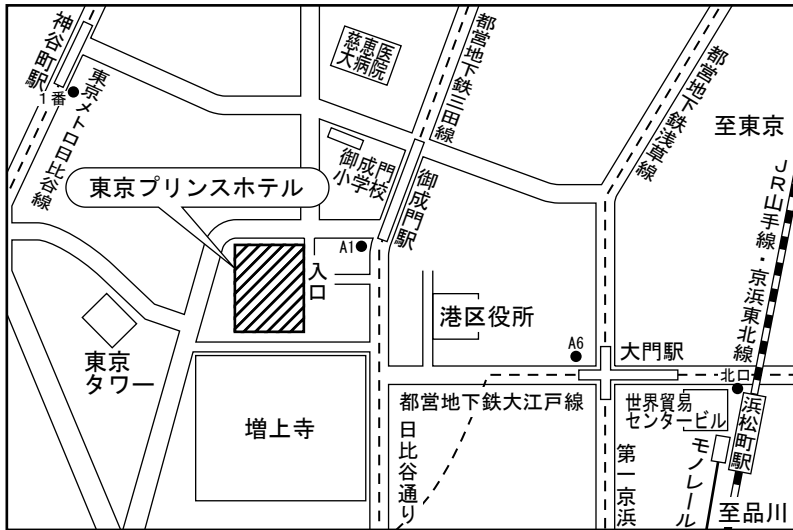 神谷町駅
1番
東京メトロ日比谷線
慈恵医
大病院
都営地下鉄三田線
都営地下鉄浅草線
至東京
JR山手線・京浜東北線
御成門
小学校
御成門駅
東京プリンスホテル
A1
入口
港区役所
A6
大門駅
北口
東京
タワー
増上寺
都営地下鉄大江戸線
日比谷通り
第一京浜
世界貿易
センタービル
モノレール
浜松町駅
至品川